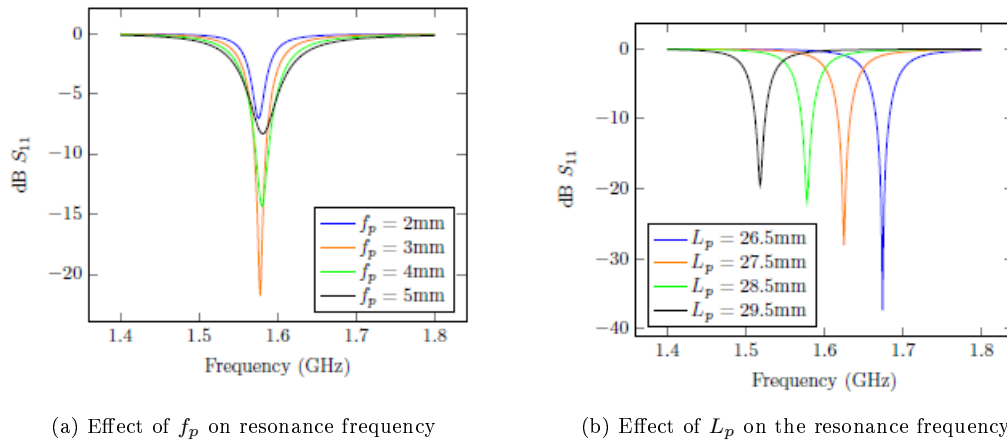 0
−5
−10
−15
−20
dB S₁₁
1.4 1.5 1.6 1.7 1.8
Frequency (GHz)
fₚ = 2mm
fₚ = 3mm
fₚ = 4mm
fₚ = 5mm
(a) Effect of fₚ on resonance frequency
0
−10
−20
−30
−40
dB S₁₁
1.4 1.5 1.6 1.7 1.8
Frequency (GHz)
Lₚ = 26.5mm
Lₚ = 27.5mm
Lₚ = 28.5mm
Lₚ = 29.5mm
(b) Effect of Lₚ on the resonance frequency